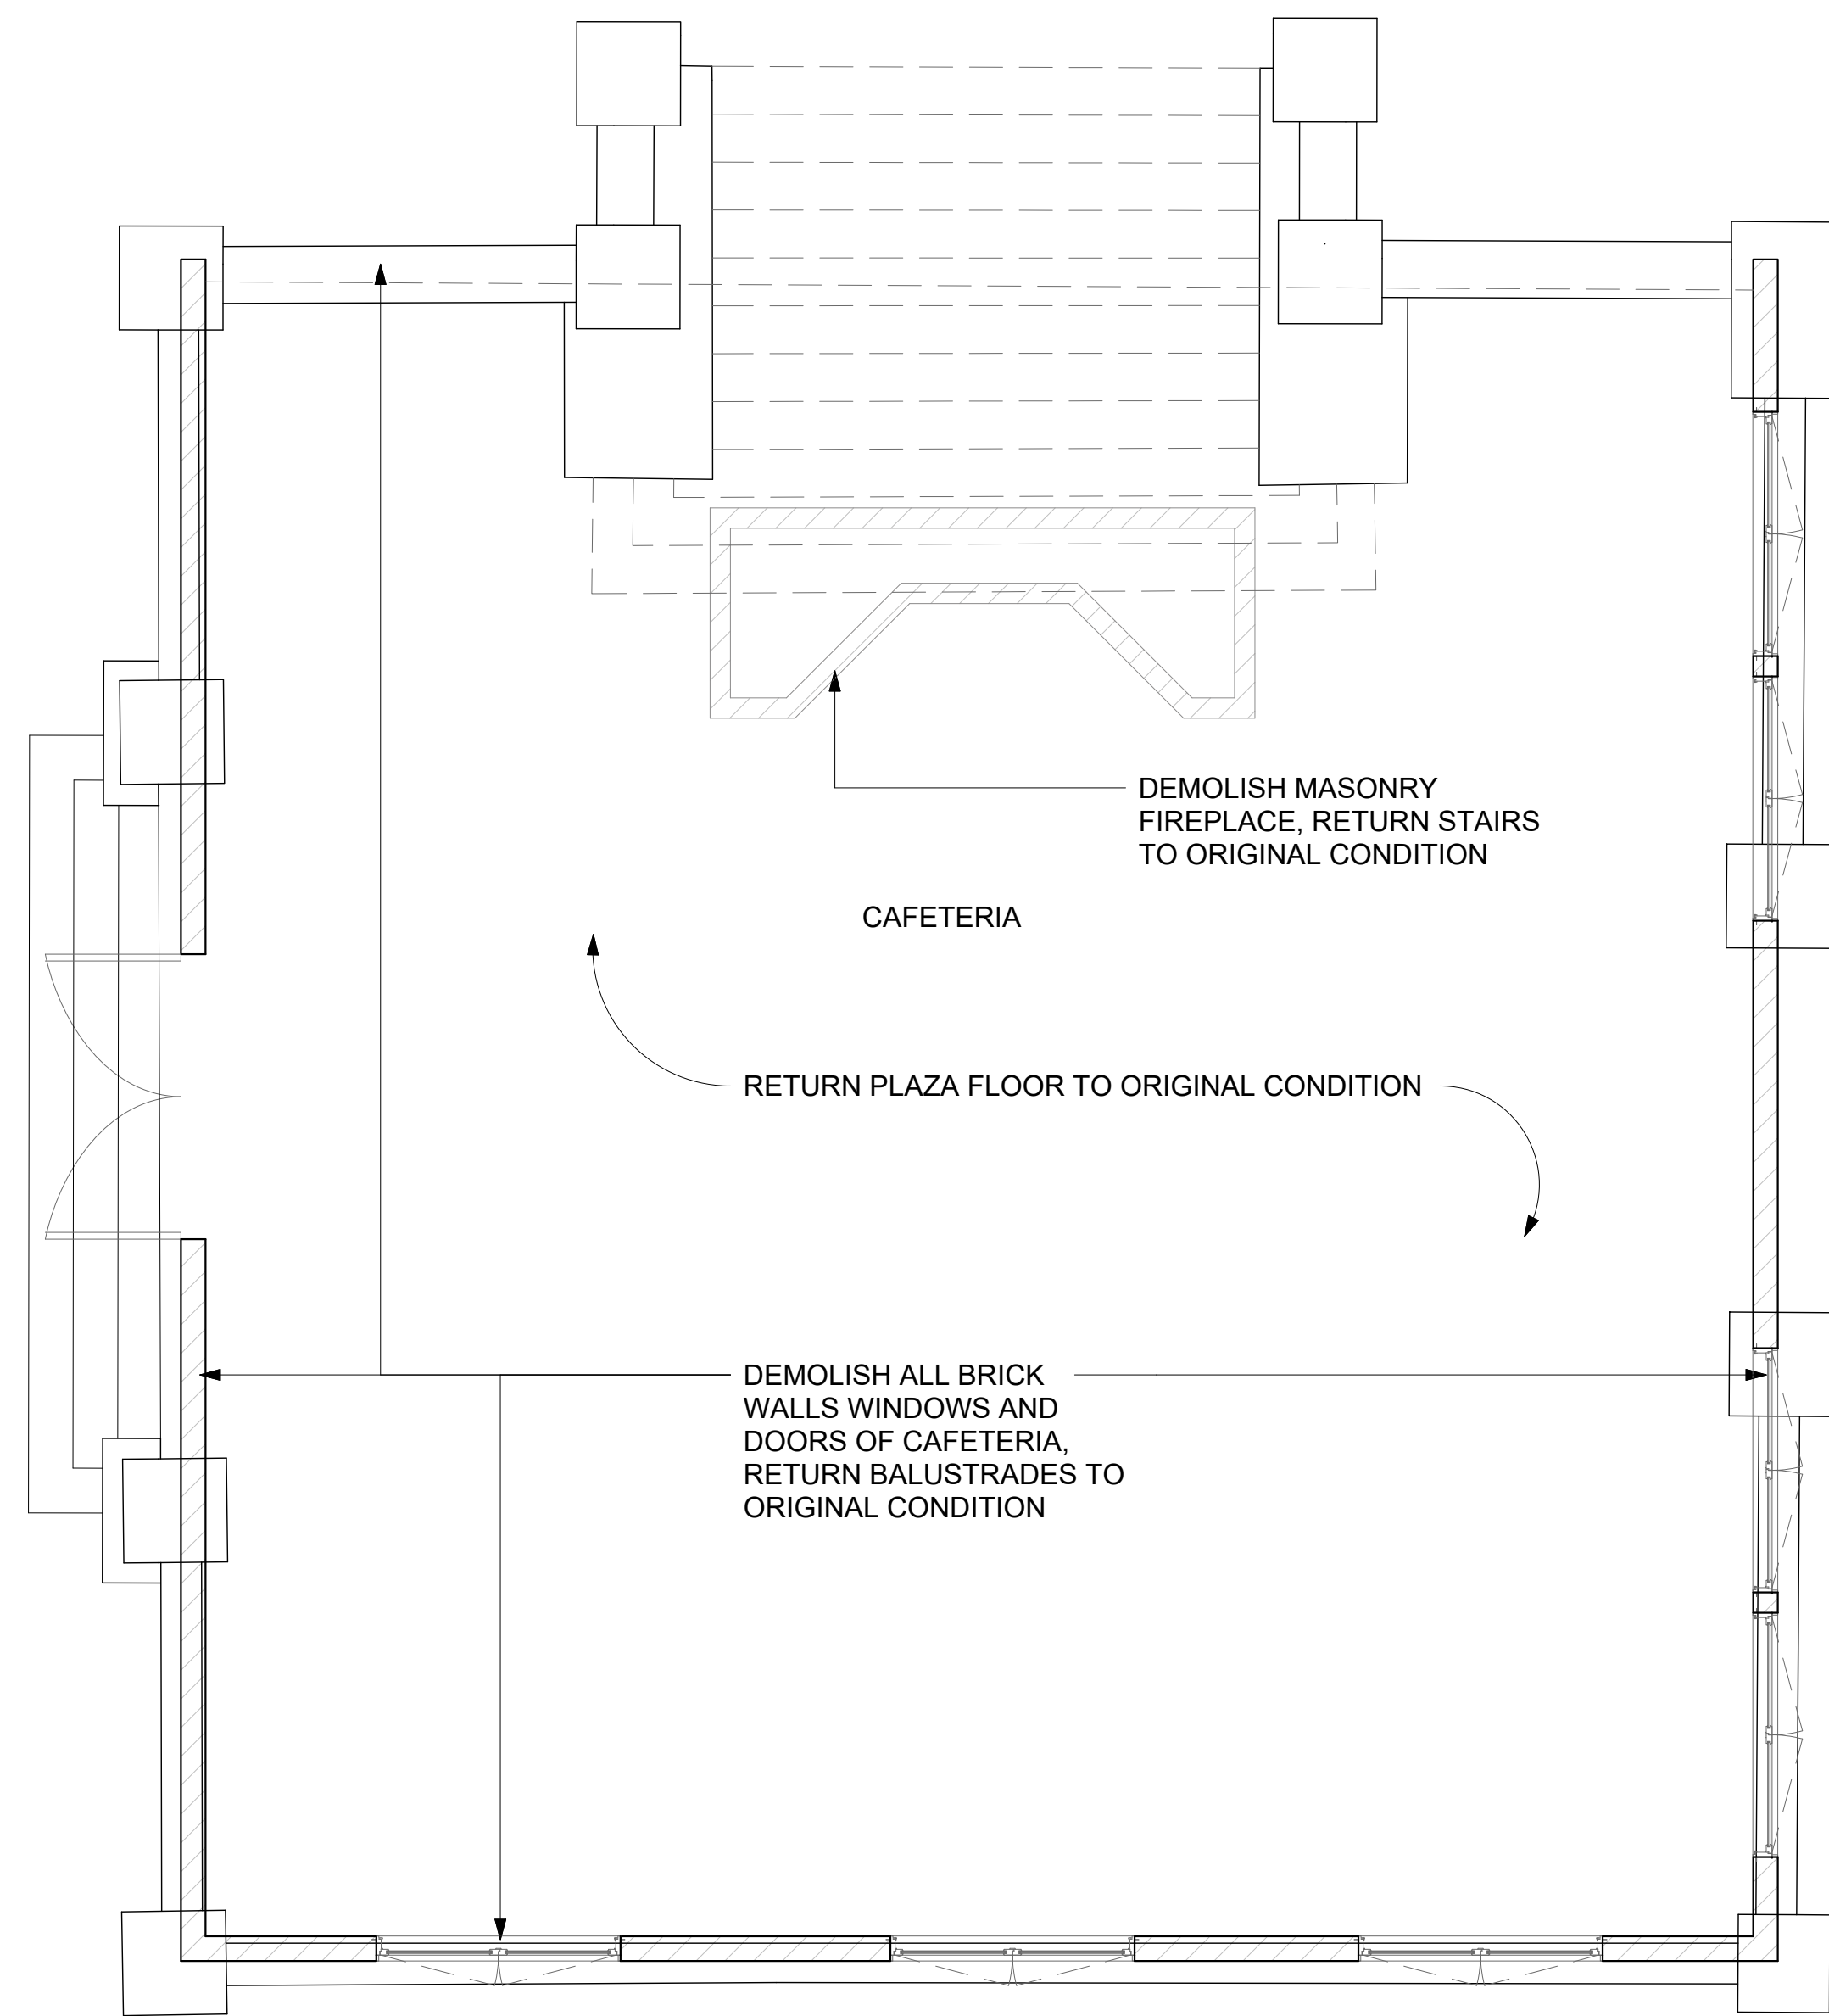 DEMOLISH MASONRY
FIREPLACE, RETURN STAIRS
TO ORIGINAL CONDITION
CAFETERIA
RETURN PLAZA FLOOR TO ORIGINAL CONDITION
DEMOLISH ALL BRICK
WALLS WINDOWS AND
DOORS OF CAFETERIA,
RETURN BALUSTRADES TO
ORIGINAL CONDITION